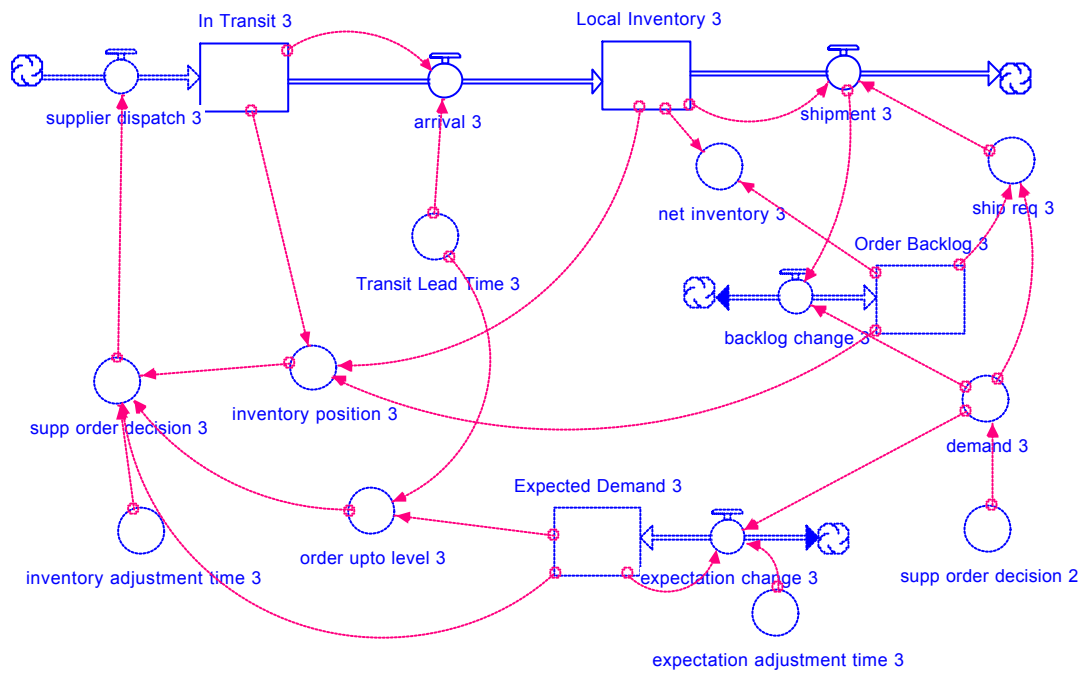 In Transit 3
Local Inventory 3
supplier dispatch 3
arrival 3
shipment 3
net inventory 3
ship req 3
Order Backlog 3
Transit Lead Time 3
backlog change 3
inventory position 3
supp order decision 3
demand 3
Expected Demand 3
order upto level 3
inventory adjustment time 3
expectation change 3
supp order decision 2
expectation adjustment time 3